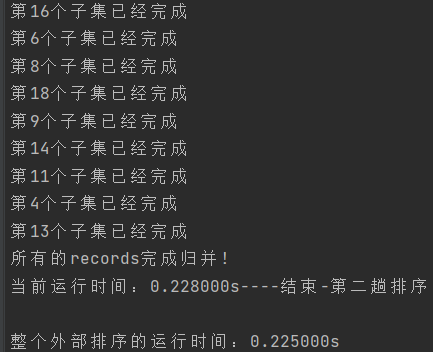 第16个子集已经完成
第6个子集已经完成
第8个子集已经完成
第18个子集已经完成
第9个子集已经完成
第14个子集已经完成
第11个子集已经完成
第4个子集已经完成
第13个子集已经完成
所有的records完成归并!
当前运行时间：0.228000s----结束-第二趟排序
整个外部排序的运行时间：0.225000s